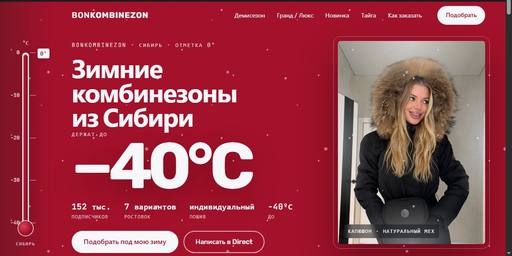 BONKOMBINEZON
Демисезон Гранд / Люкс Новинка Тайга Как заказать Подобрать
°C
0
0°
-20
-30
-40
СИБИРЬ
BONKOMBINEZON · СИБИРЬ · ОТМЕТКА 0°
Зимние
комбинезоны
из Сибири
ДЕРЖАТ ДО
−40°C
152 тыс. 7 вариантов индивидуальный -40°C
ПОДПИСЧИКОВ РОСТОВОК ПОШИВ ДО
Подобрать под мою зиму Написать в Direct
КАПЮШОН · НАТУРАЛЬНЫЙ МЕХ